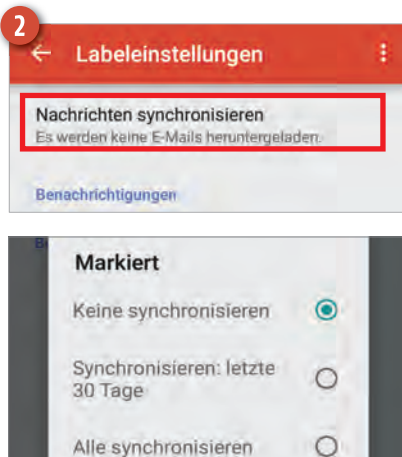 2
Labeleinstellungen
Nachrichten synchronisieren
Es werden keine E-Mails heruntergeladen.
Benachrichtigungen
Markiert
Keine synchronisieren
Synchronisieren: letzte
30 Tage
Alle synchronisieren